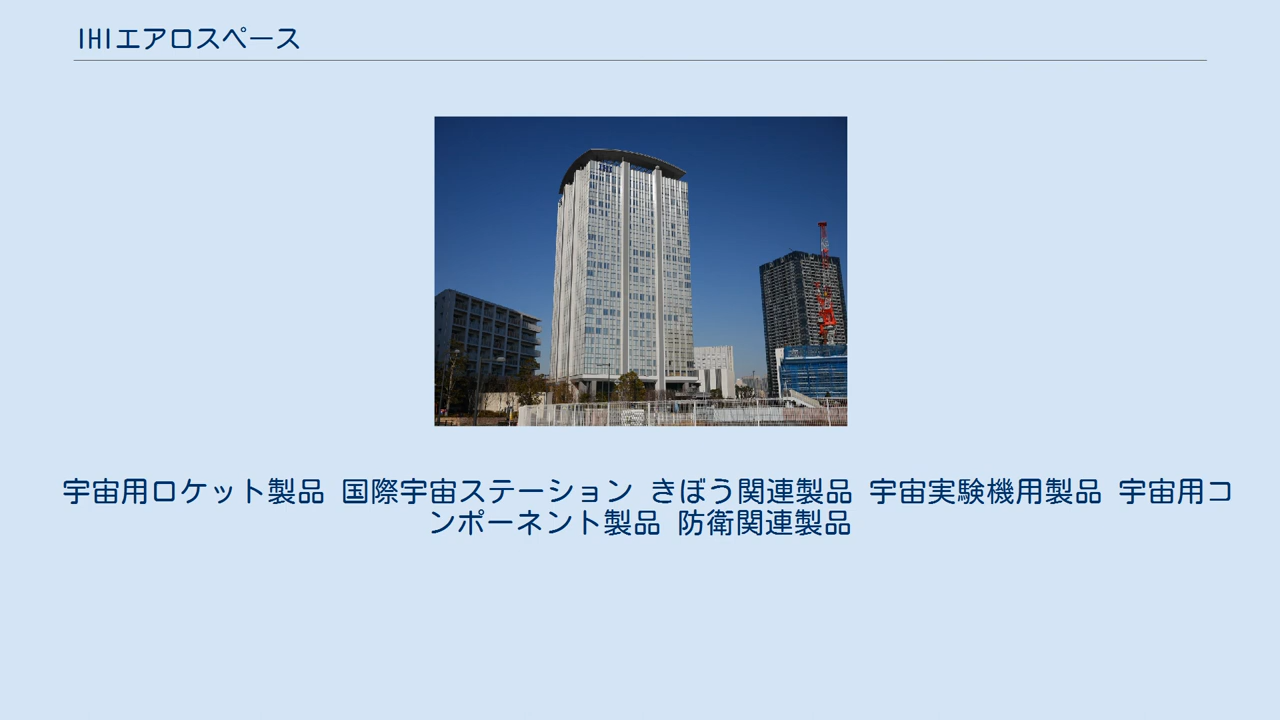 IHIエアロスペース
IHI
宇宙用ロケット製品 国際宇宙ステーション きぼう関連製品 宇宙実験機用製品 宇宙用コ
ンポーネント製品 防衛関連製品